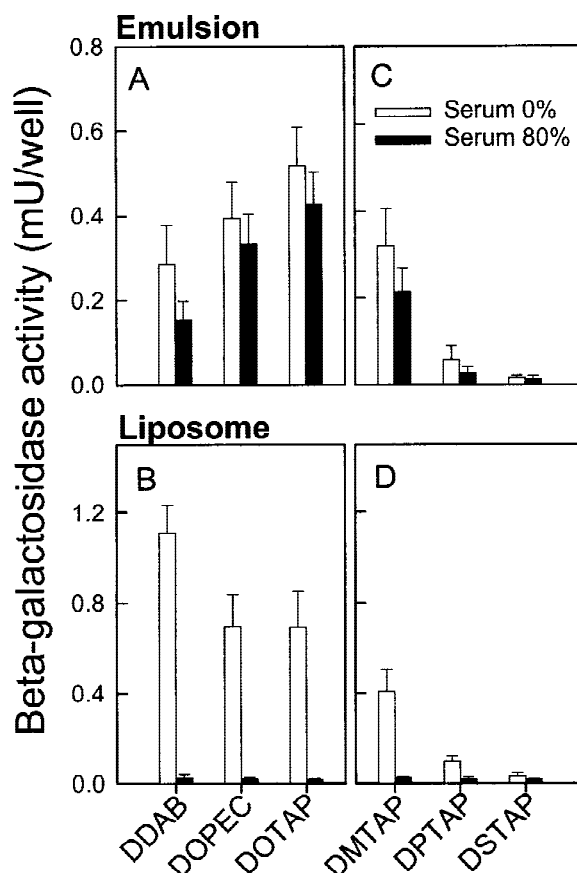 Emulsion
Beta-galactosidase activity (mU/well)
0.8
0.6
0.4
0.2
0.0
A
C
Serum 0%
Serum 80%
Liposome
1.2
0.8
0.4
0.0
B
D
DDAB
DOPEC
DOTAP
DMTAP
DPTAP
DSTAP